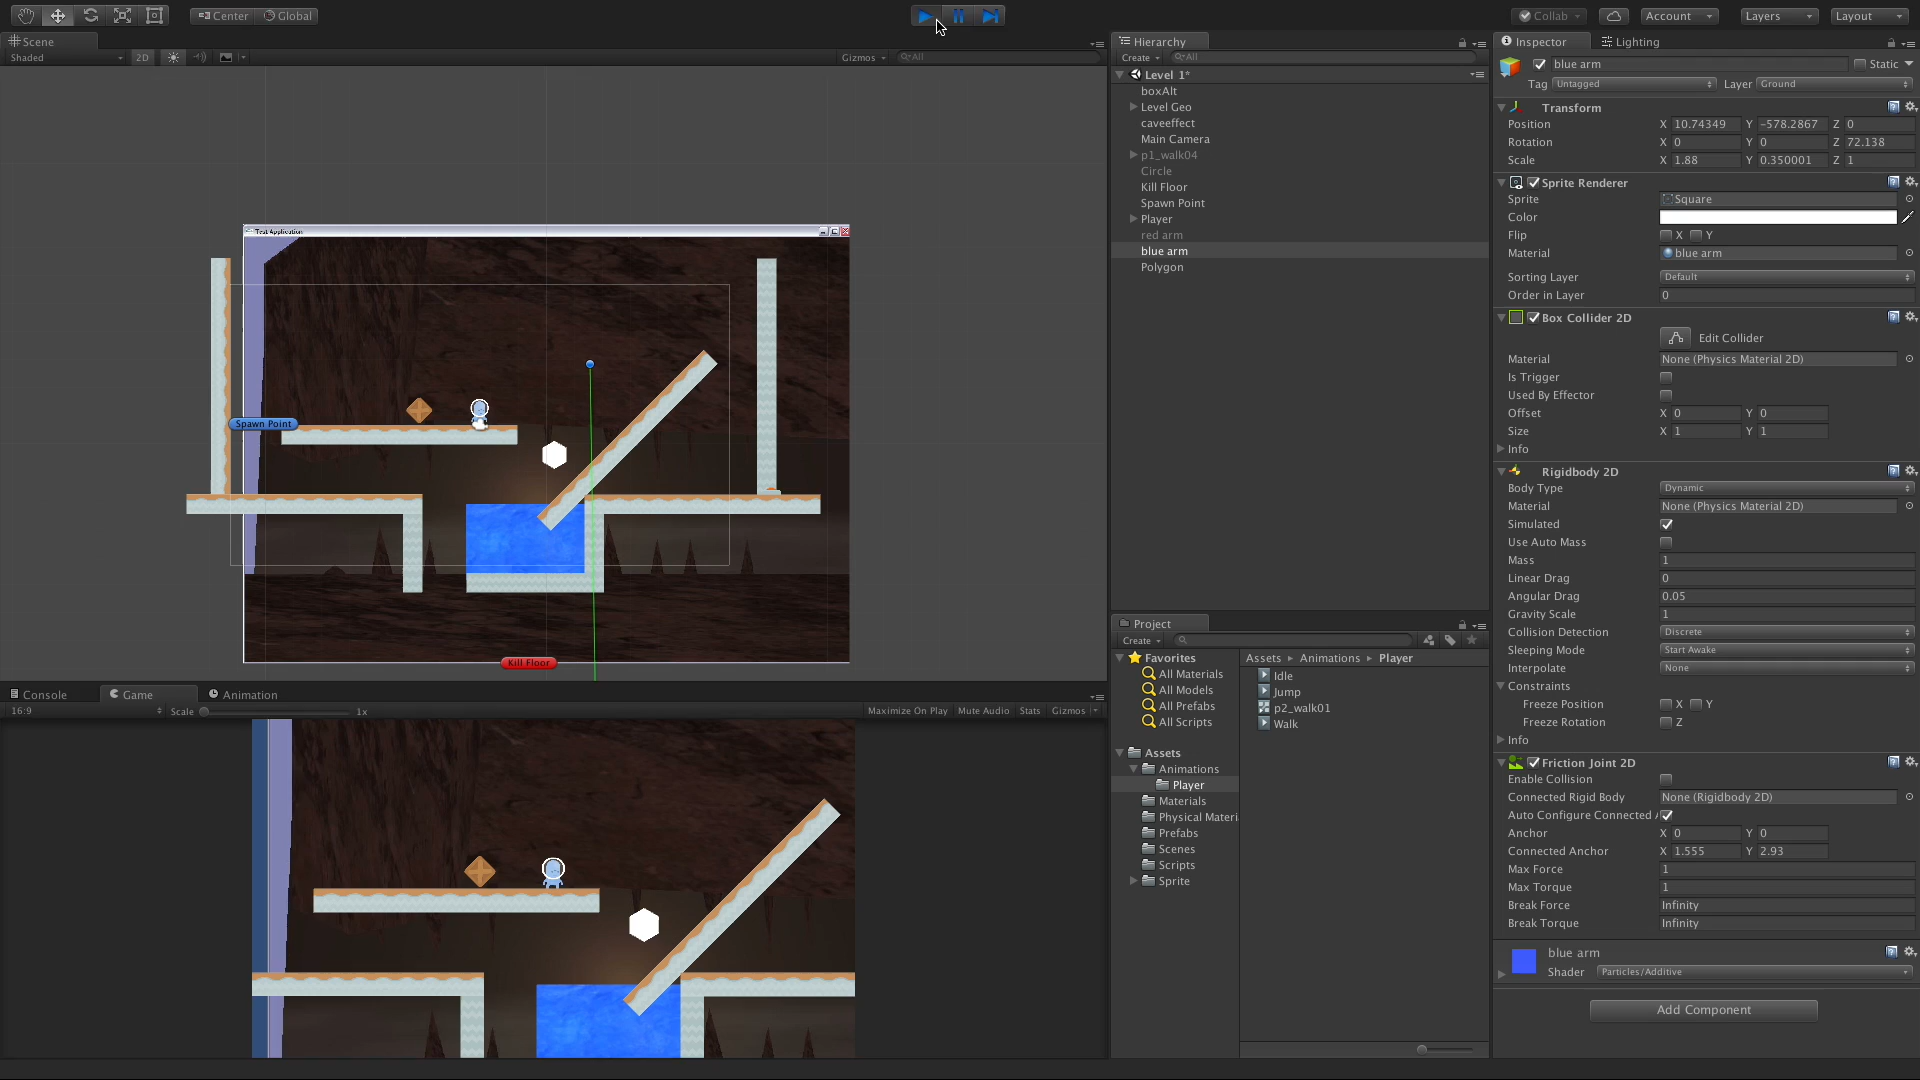 Center Global Collab Account Layers Layout
Scene
Shaded 2D Gizmos All
Test Application
Spawn Point
Kill Floor
Console Game Animation
16:9 Scale 1x Maximize On Play Mute Audio Stats Gizmos
Hierarchy
Create All
Level 1*
boxAlt
Level Geo
caveeffect
Main Camera
p1_walk04
Circle
Kill Floor
Spawn Point
Player
red arm
blue arm
Polygon
Project
Create
Favorites
All Materials
All Models
All Prefabs
All Scripts
Assets
Animations
Player
Materials
Physical Materi
Prefabs
Scenes
Scripts
Sprite
Assets Animations Player
Idle
Jump
p2_walk01
Walk
Inspector Lighting
blue arm Static
Tag Untagged Layer Ground
Transform
Position X 10.74349 Y -578.2867 Z 0
Rotation X 0 Y 0 Z 72.138
Scale X 1.88 Y 0.350001 Z 1
Sprite Renderer
Sprite Square
Color
Flip X Y
Material blue arm
Sorting Layer Default
Order in Layer 0
Box Collider 2D
Edit Collider
Material None (Physics Material 2D)
Is Trigger
Used By Effector
Offset X 0 Y 0
Size X 1 Y 1
Info
Rigidbody 2D
Body Type Dynamic
Material None (Physics Material 2D)
Simulated
Use Auto Mass
Mass 1
Linear Drag 0
Angular Drag 0.05
Gravity Scale 1
Collision Detection Discrete
Sleeping Mode Start Awake
Interpolate None
Constraints
Freeze Position X Y
Freeze Rotation Z
Info
Friction Joint 2D
Enable Collision
Connected Rigid Body None (Rigidbody 2D)
Auto Configure Connected A
Anchor X 0 Y 0
Connected Anchor X 1.555 Y 2.93
Max Force 1
Max Torque 1
Break Force Infinity
Break Torque Infinity
blue arm
Shader Particles/Additive
Add Component